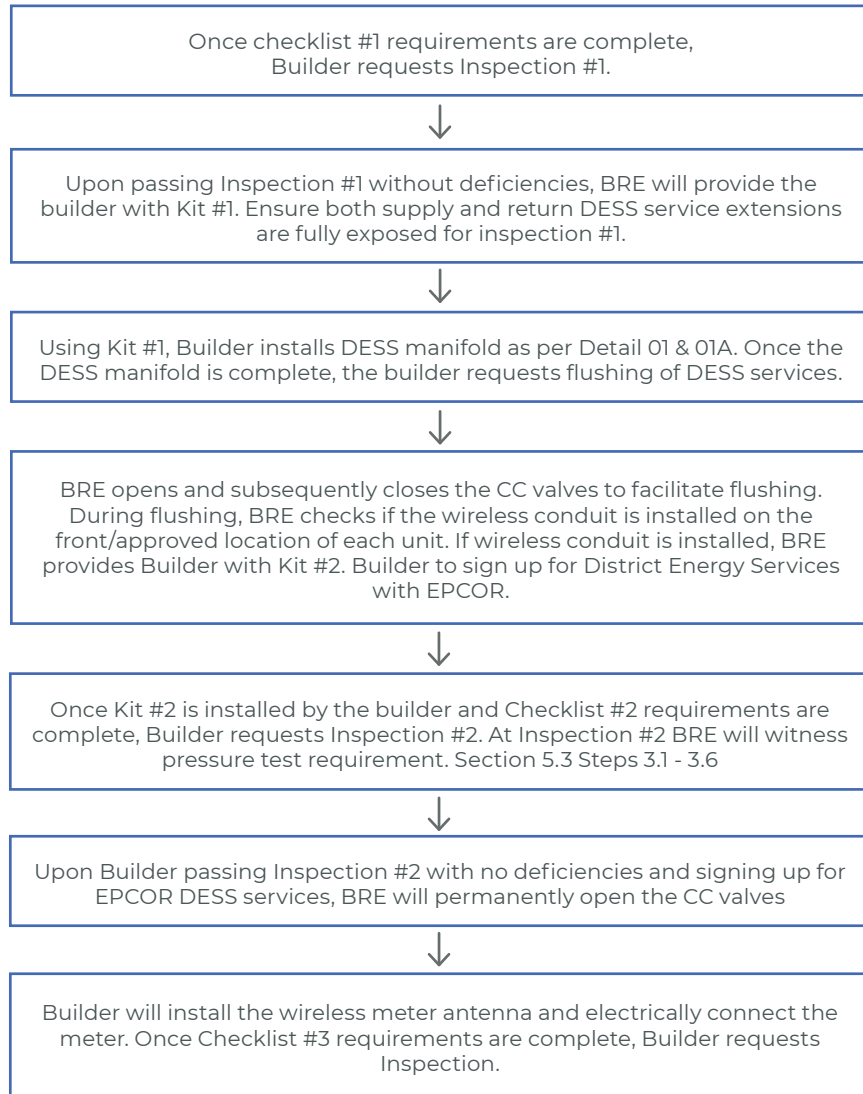 Once checklist #1 requirements are complete,
Builder requests Inspection #1.
Upon passing Inspection #1 without deficiencies, BRE will provide the
builder with Kit #1. Ensure both supply and return DESS service extensions
are fully exposed for inspection #1.
Using Kit #1, Builder installs DESS manifold as per Detail 01 & 01A. Once the
DESS manifold is complete, the builder requests flushing of DESS services.
BRE opens and subsequently closes the CC valves to facilitate flushing.
During flushing, BRE checks if the wireless conduit is installed on the
front/approved location of each unit. If wireless conduit is installed, BRE
provides Builder with Kit #2. Builder to sign up for District Energy Services
with EPCOR.
Once Kit #2 is installed by the builder and Checklist #2 requirements are
complete, Builder requests Inspection #2. At Inspection #2 BRE will witness
pressure test requirement. Section 5.3 Steps 3.1 - 3.6
Upon Builder passing Inspection #2 with no deficiencies and signing up for
EPCOR DESS services, BRE will permanently open the CC valves
Builder will install the wireless meter antenna and electrically connect the
meter. Once Checklist #3 requirements are complete, Builder requests
Inspection.